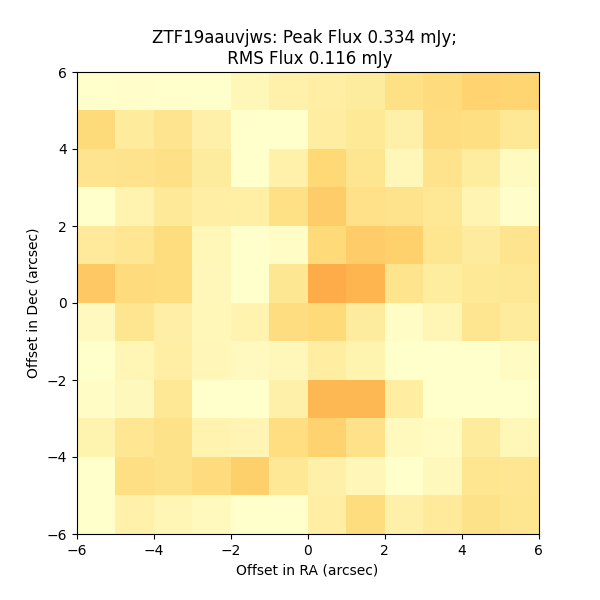 ZTF19aauvjws: Peak Flux 0.334 mJy;
RMS Flux 0.116 mJy
6
4
2
0
−2
−4
−6
Offset in Dec (arcsec)
−6 −4 −2 0 2 4 6
Offset in RA (arcsec)